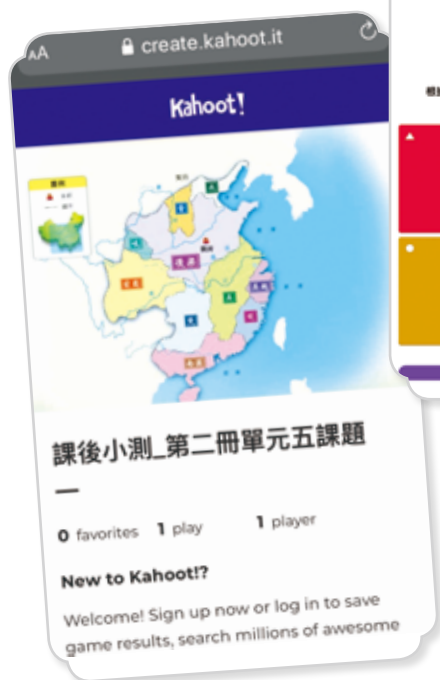 AA create.kahoot.it
Kahoot!
課後小測_第二冊單元五課題
一
0 favorites 1 play 1 player
New to Kahoot!?
Welcome! Sign up now or log in to save
game results, search millions of awesome